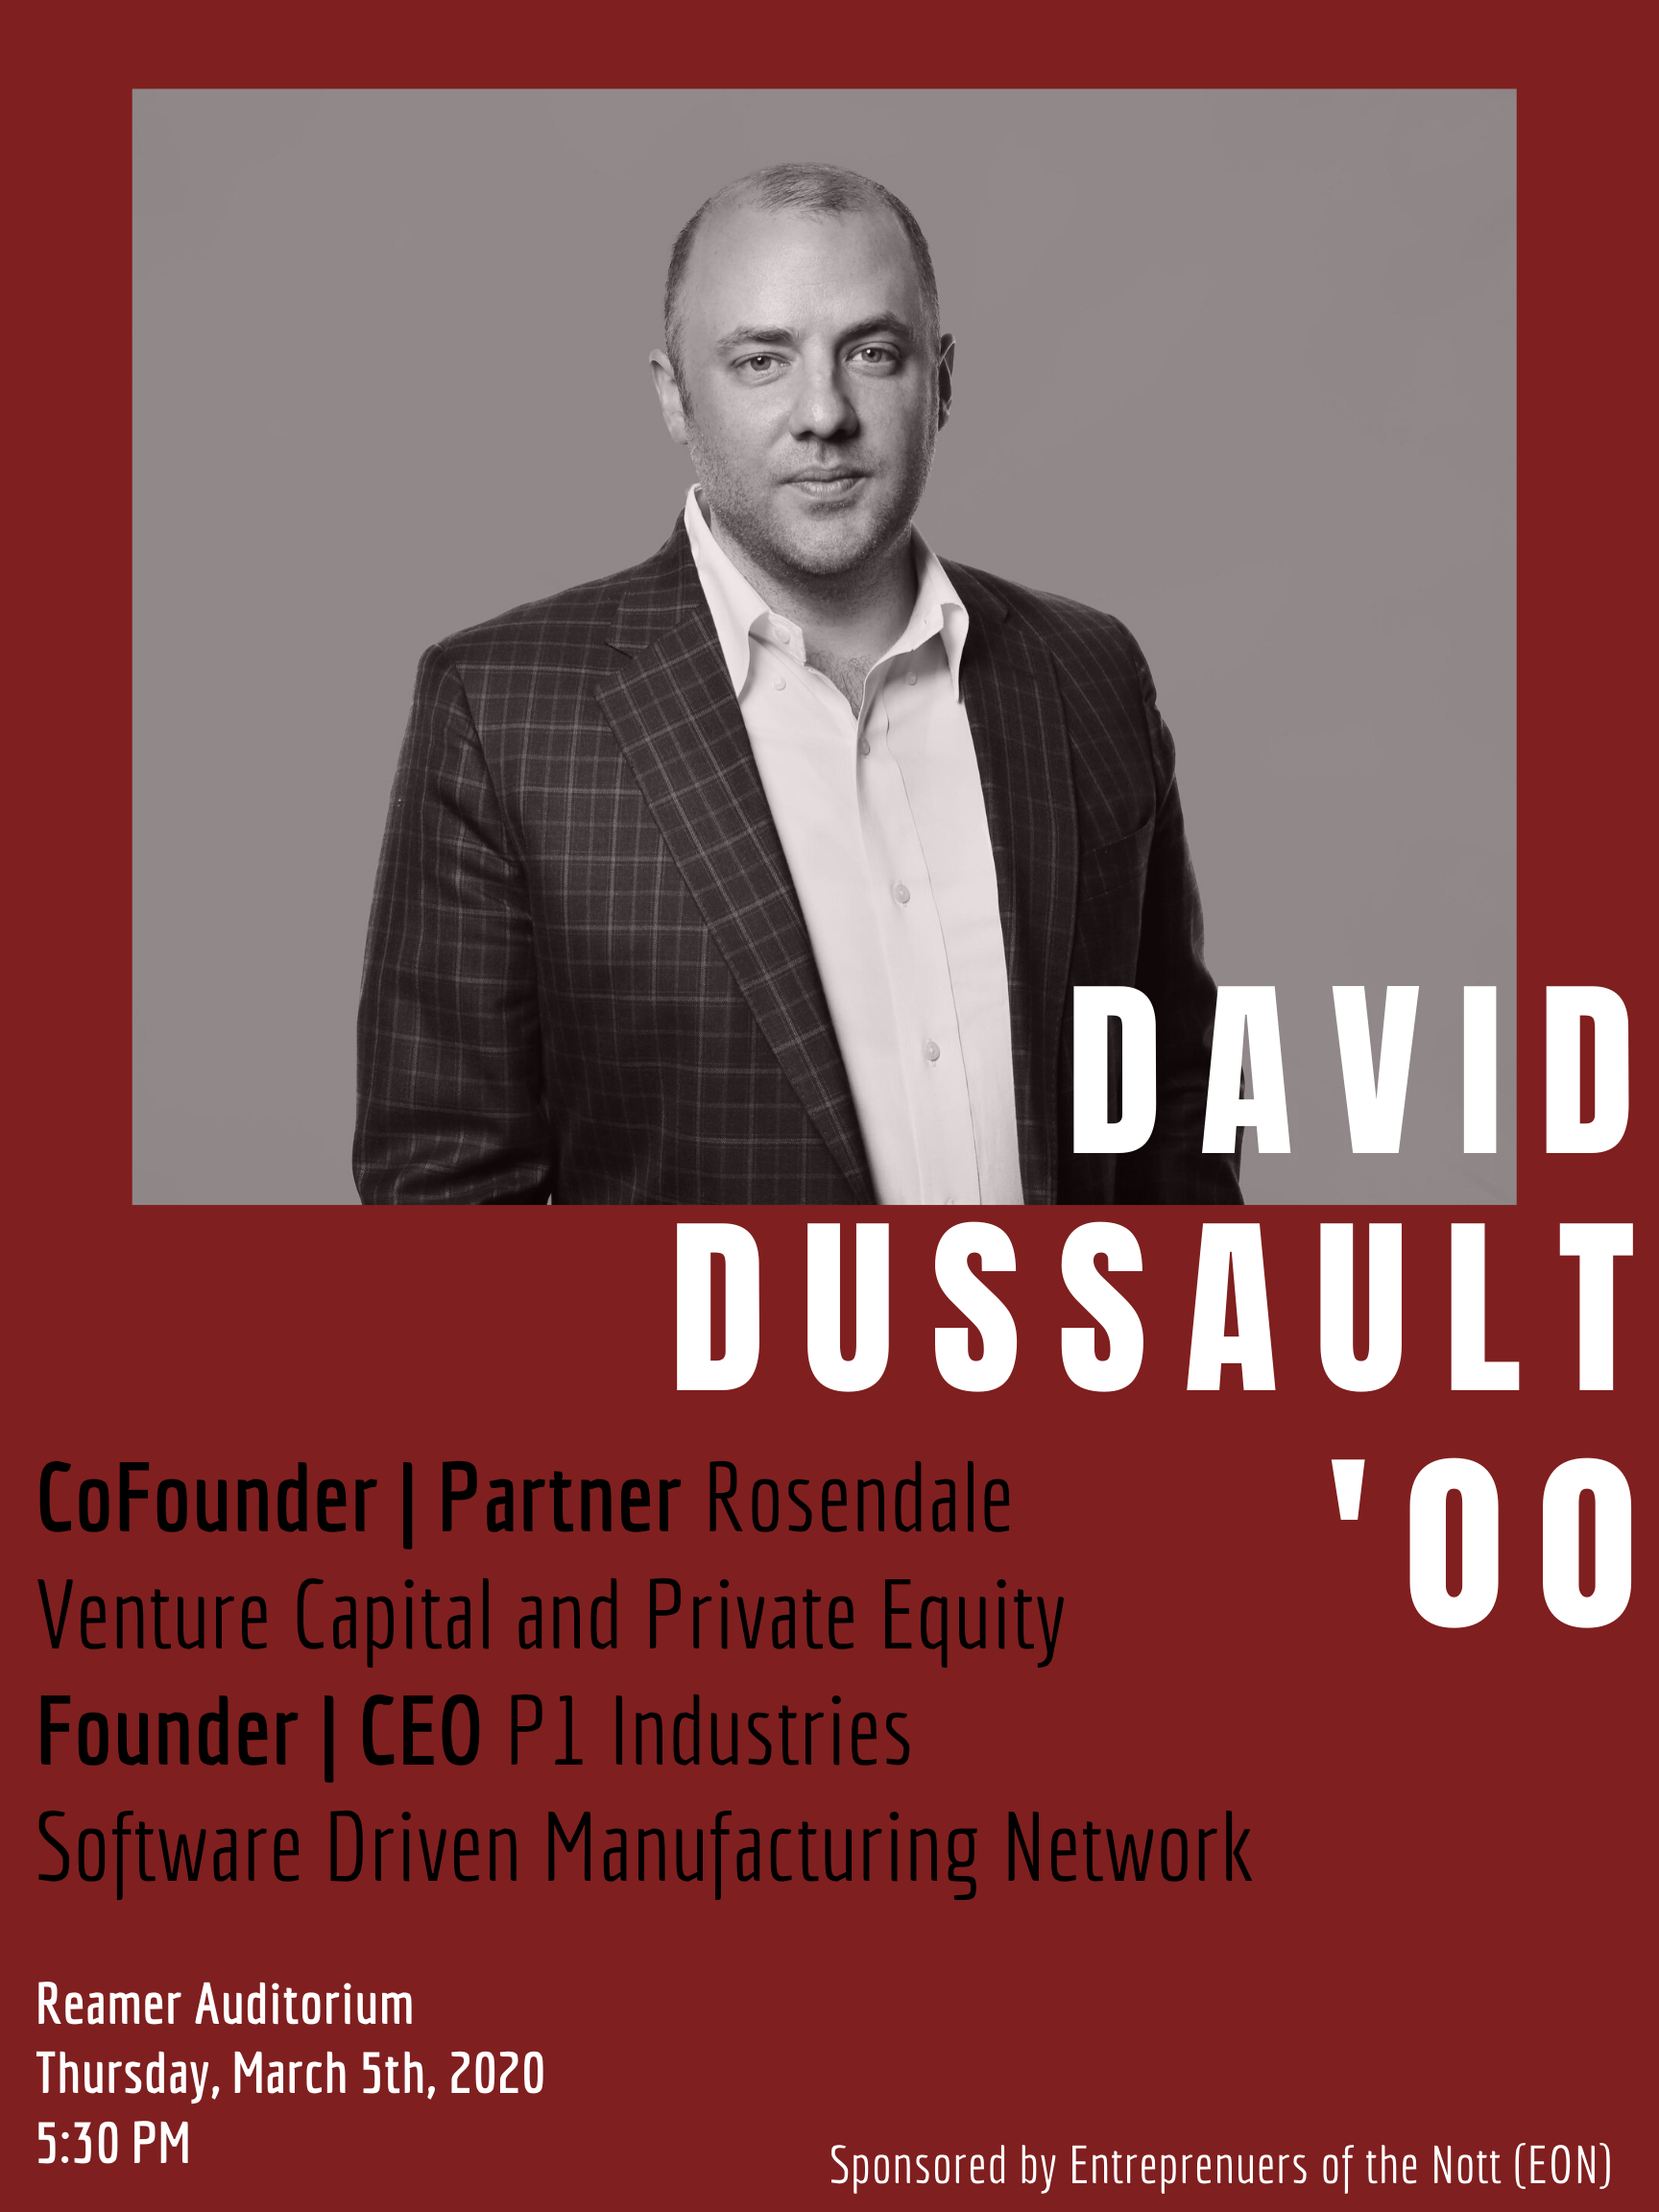 DAVID
DUSSAULT
'00
CoFounder | Partner Rosendale
Venture Capital and Private Equity
Founder | CEO P1 Industries
Software Driven Manufacturing Network
Reamer Auditorium
Thursday, March 5th, 2020
5:30 PM
Sponsored by Entreprenuers of the Nott (EON)